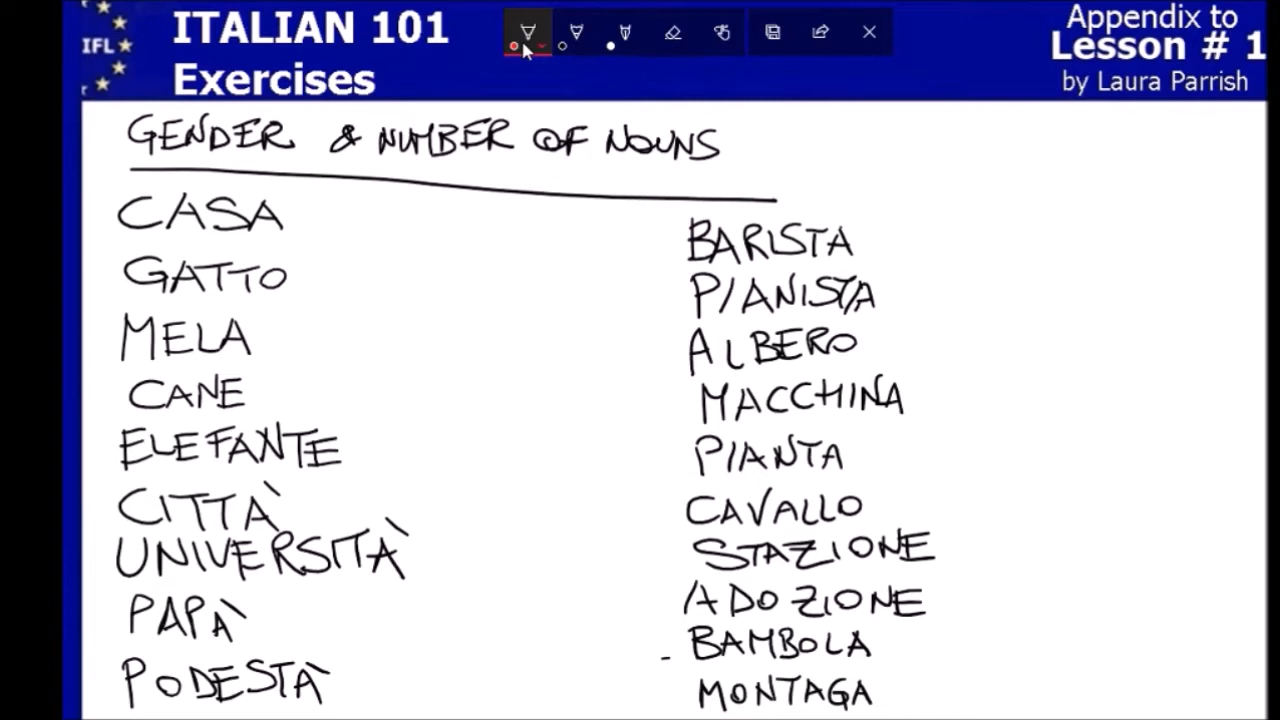 IFL
ITALIAN 101
Exercises
Appendix to
Lesson # 1
by Laura Parrish
GENDER & NUMBER OF NOUNS
CASA
GATTO
MELA
CANE
ELEFANTE
CITTÀ
UNIVERSITÀ
PAPÀ
PODESTÀ
BARISTA
PIANISTA
ALBERO
MACCHINA
PIANTA
CAVALLO
STAZIONE
ADOZIONE
- BAMBOLA
MONTAGA